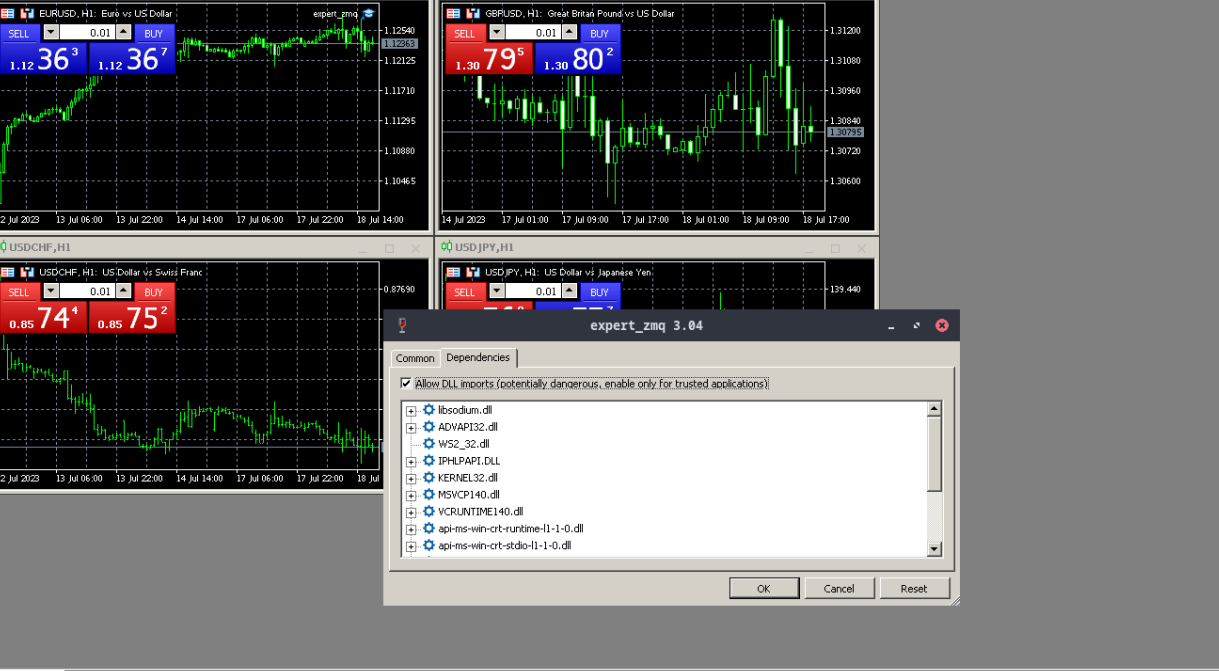 EURUSD, H1: Euro vs US Dollar
expert_zmq
SELL 0.01 BUY
1.12 36 3 1.12 36 7
1.12540
1.12363
1.12125
1.11710
1.11295
1.10880
1.10465
2 Jul 2023 13 Jul 06:00 13 Jul 22:00 14 Jul 14:00 17 Jul 06:00 17 Jul 22:00 18 Jul 14:00
GBPUSD, H1: Great Britan Pound vs US Dollar
SELL 0.01 BUY
1.30 79 5 1.30 80 2
1.31200
1.31080
1.30960
1.30840
1.30795
1.30720
1.30600
14 Jul 2023 17 Jul 01:00 17 Jul 09:00 17 Jul 17:00 18 Jul 01:00 18 Jul 09:00 18 Jul 17:00
USDCHF,H1
USDCHF, H1: US Dollar vs Swiss Franc
SELL 0.01 BUY
0.85 74 4 0.85 75 2
0.87690
2 Jul 2023 13 Jul 06:00 13 Jul 22:00 14 Jul 14:00 17 Jul 06:00 17 Jul 22:00 18 Jul
USDJPY,H1
USDJPY, H1: US Dollar vs Japanese Yen
SELL 0.01 BUY
139.440
expert_zmq 3.04
Common Dependencies
Allow DLL imports (potentially dangerous, enable only for trusted applications)
libsodium.dll
ADVAPI32.dll
WS2_32.dll
IPHLPAPI.DLL
KERNEL32.dll
MSVCP140.dll
VCRUNTIME140.dll
api-ms-win-crt-runtime-l1-1-0.dll
api-ms-win-crt-stdio-l1-1-0.dll
OK Cancel Reset